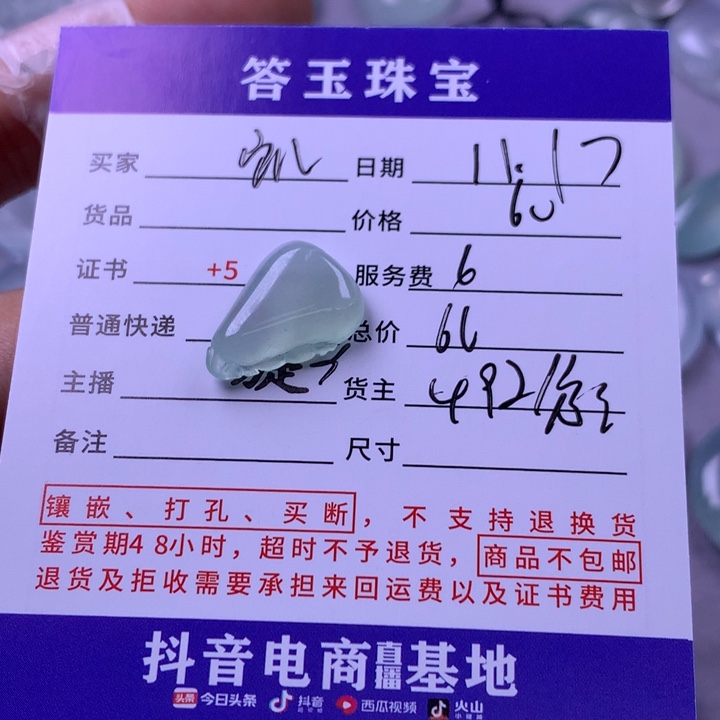 答玉珠宝
买家 日期 11.17
货品 价格 60
证书 +5 服务费 6
普通快递 总价 66
主播 货主 492
备注 尺寸
镶嵌、打孔、买断，不支持退换货
鉴赏期48小时，超时不予退货，商品不包邮
退货及拒收需要承担来回运费以及证书费用
抖音电商直播基地
头条 今日头条 抖音 西瓜视频 火山